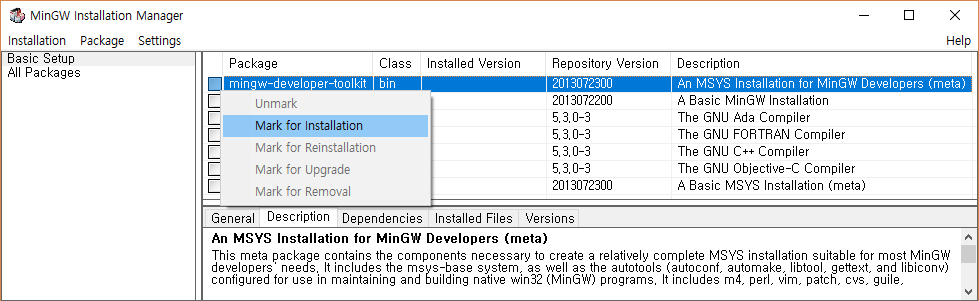 MinGW Installation Manager
Installation Package Settings Help
Basic Setup
All Packages
Package Class Installed Version Repository Version Description
mingw-developer-toolkit bin 2013072300 An MSYS Installation for MinGW Developers (meta)
2013072200 A Basic MinGW Installation
5.3.0-3 The GNU Ada Compiler
5.3.0-3 The GNU FORTRAN Compiler
5.3.0-3 The GNU C++ Compiler
5.3.0-3 The GNU Objective-C Compiler
2013072300 A Basic MSYS Installation (meta)
Unmark
Mark for Installation
Mark for Reinstallation
Mark for Upgrade
Mark for Removal
General Description Dependencies Installed Files Versions
An MSYS Installation for MinGW Developers (meta)
This meta package contains the components necessary to create a relatively complete MSYS installation suitable for most MinGW
developers' needs. It includes the msys-base system, as well as the autotools (autoconf, automake, libtool, gettext, and libiconv)
configured for use in maintaining and building native win32 (MinGW) programs. It includes m4, perl, vim, patch, cvs, guile,